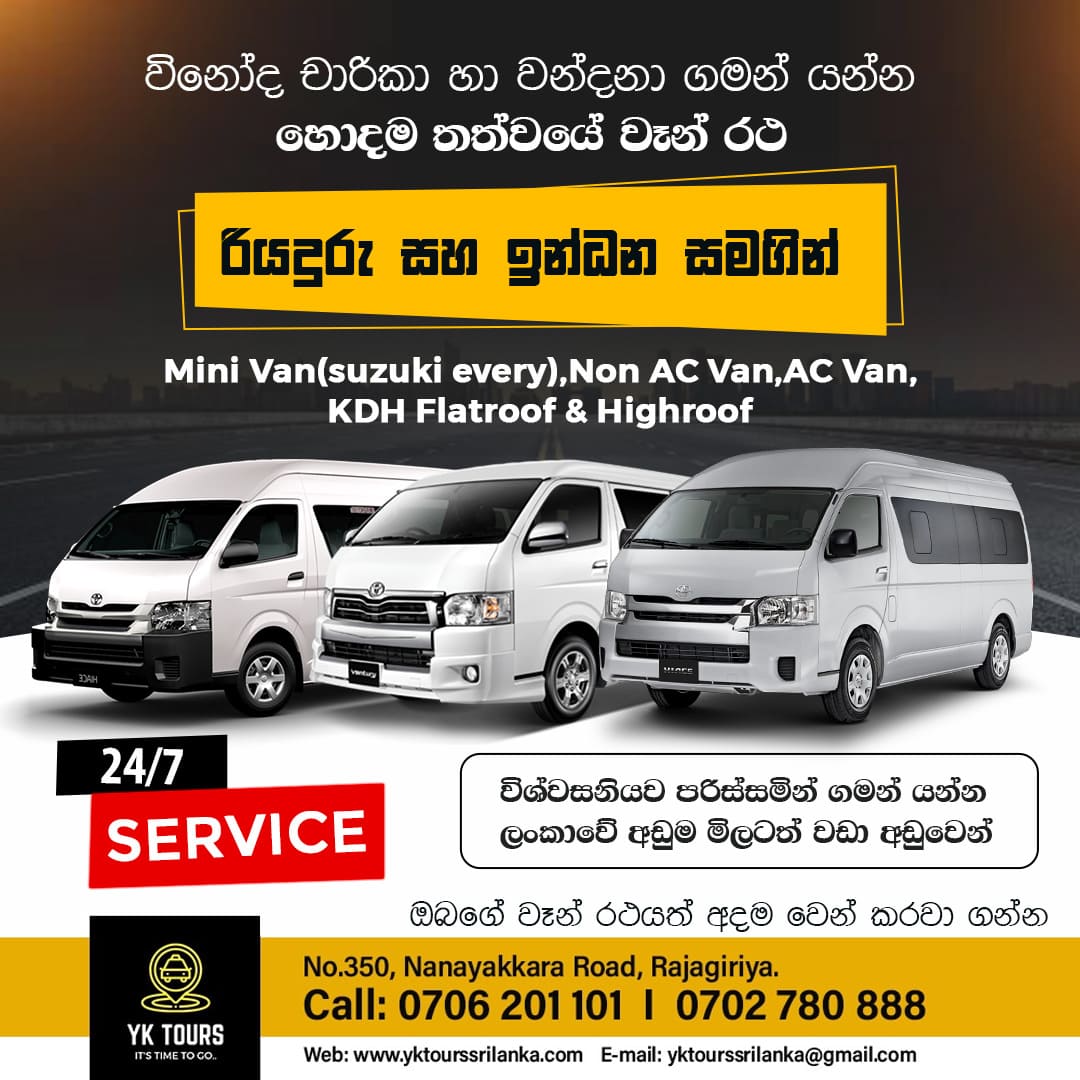 විනෝද චාරිකා හා වන්දනා ගමන් යන්න
හොඳම තත්වයේ වෑන් රථ
රියදුරු සහ ඉන්ධන සමගින්
Mini Van(suzuki every),Non AC Van,AC Van,
KDH Flatroof & Highroof
HIACE
Ventury
HIACE
24/7
SERVICE
විශ්වසනියව පරිස්සමින් ගමන් යන්න
ලංකාවේ අඩුම මිලටත් වඩා අඩුවෙන්
ඔබගේ වෑන් රථයත් අදම වෙන් කරවා ගන්න
YK TOURS
IT'S TIME TO GO..
No.350, Nanayakkara Road, Rajagiriya.
Call: 0706 201 101 I 0702 780 888
Web: www.yktourssrilanka.com E-mail: yktourssrilanka@gmail.com